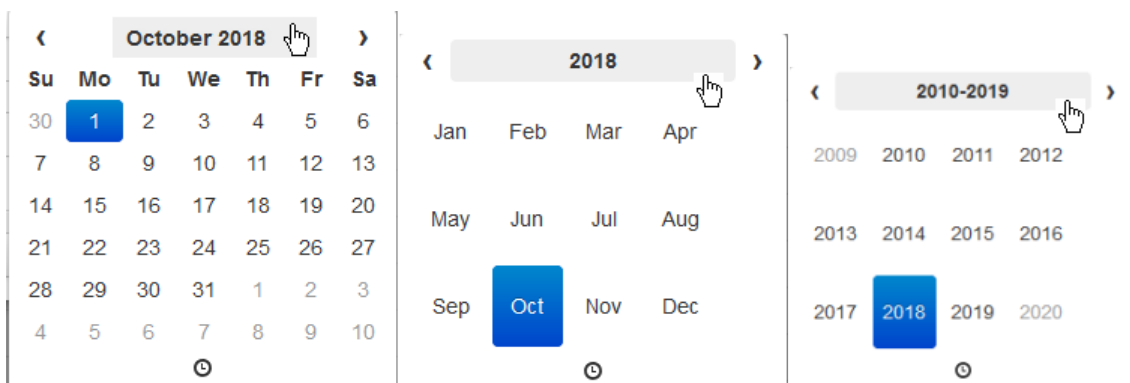 ‹ October 2018 ›
Su Mo Tu We Th Fr Sa
30 1 2 3 4 5 6
7 8 9 10 11 12 13
14 15 16 17 18 19 20
21 22 23 24 25 26 27
28 29 30 31 1 2 3
4 5 6 7 8 9 10
‹ 2018 ›
Jan Feb Mar Apr
May Jun Jul Aug
Sep Oct Nov Dec
‹ 2010-2019 ›
2009 2010 2011 2012
2013 2014 2015 2016
2017 2018 2019 2020